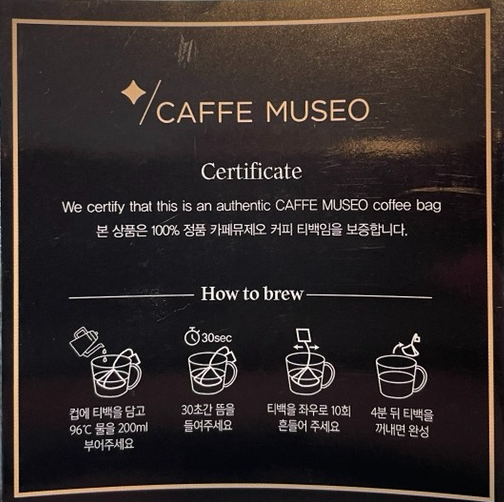 CAFFE MUSEO
Certificate
We certify that this is an authentic CAFFE MUSEO coffee bag
본 상품은 100% 정품 카페뮤제오 커피 티백임을 보증합니다.
How to brew
30sec
컵에 티백을 담고
96℃ 물을 200ml
부어주세요
30초간 뜸을
들여주세요
티백을 좌우로 10회
흔들어 주세요
4분 뒤 티백을
꺼내면 완성